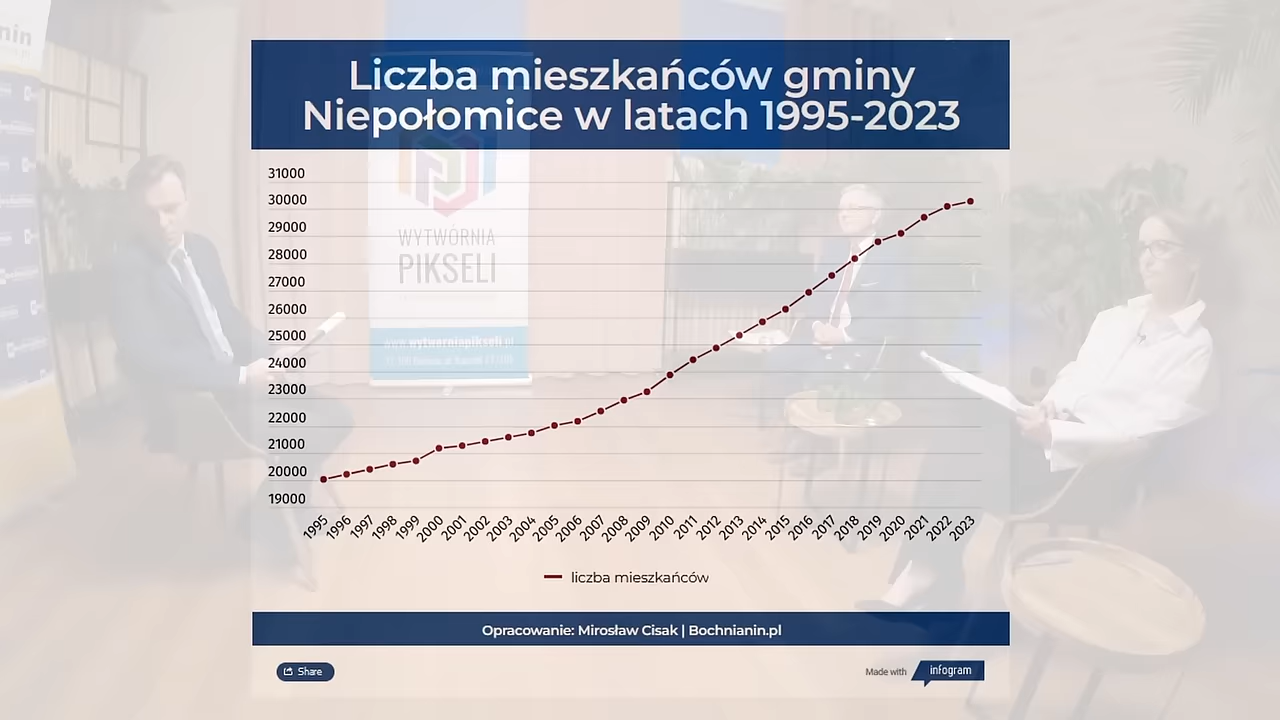 nin
Liczba mieszkańców gminy
Niepołomice w latach 1995-2023
WYTWÓRNIA
PIKSELI
www.wytworniapikseli.pl
31000
30000
29000
28000
27000
26000
25000
24000
23000
22000
21000
20000
19000
1995 1996 1997 1998 1999 2000 2001 2002 2003 2004 2005 2006 2007 2008 2009 2010 2011 2012 2013 2014 2015 2016 2017 2018 2019 2020 2021 2022 2023
liczba mieszkańców
Opracowanie: Mirosław Cisak | Bochnianin.pl
Share
Made with infogram